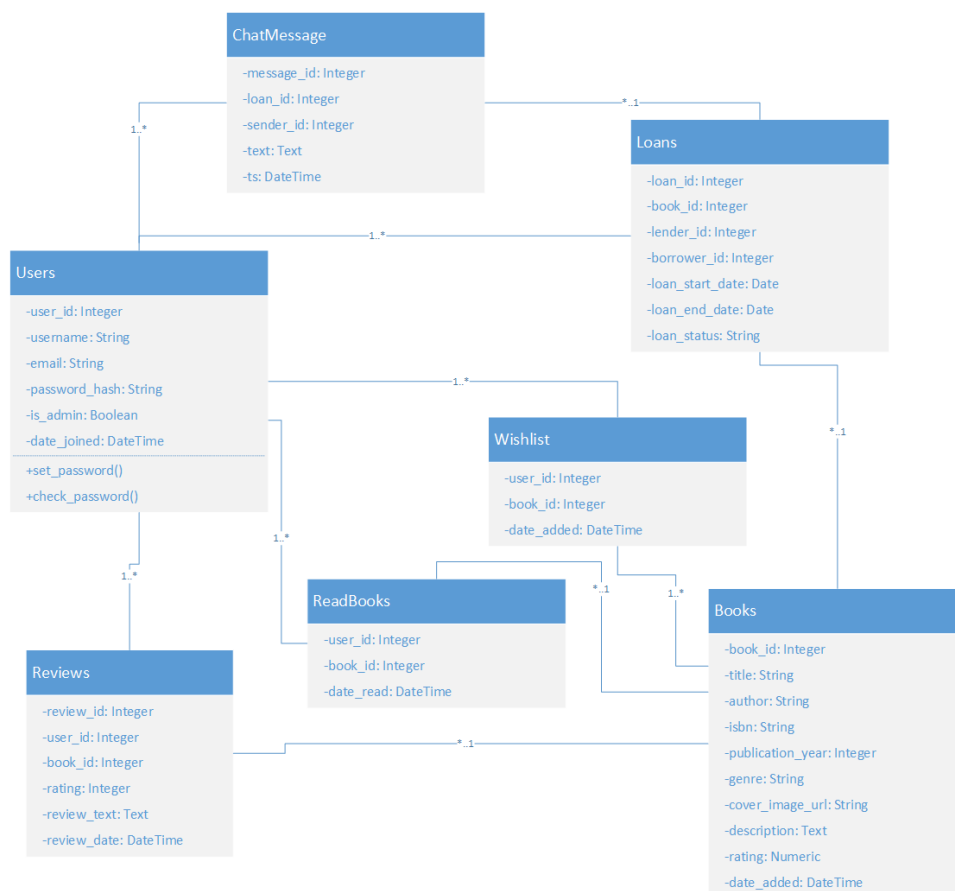 ChatMessage
-message_id: Integer
-loan_id: Integer
-sender_id: Integer
-text: Text
-ts: DateTime
1..*
*..1
Loans
-loan_id: Integer
-book_id: Integer
-lender_id: Integer
-borrower_id: Integer
-loan_start_date: Date
-loan_end_date: Date
-loan_status: String
1..*
Users
-user_id: Integer
-username: String
-email: String
-password_hash: String
-is_admin: Boolean
-date_joined: DateTime
+set_password()
+check_password()
1..*
*..1
Wishlist
-user_id: Integer
-book_id: Integer
-date_added: DateTime
1..*
1..*
*..1
1..*
ReadBooks
-user_id: Integer
-book_id: Integer
-date_read: DateTime
Books
-book_id: Integer
-title: String
-author: String
-isbn: String
-publication_year: Integer
-genre: String
-cover_image_url: String
-description: Text
-rating: Numeric
-date_added: DateTime
Reviews
-review_id: Integer
-user_id: Integer
-book_id: Integer
-rating: Integer
-review_text: Text
-review_date: DateTime
*..1